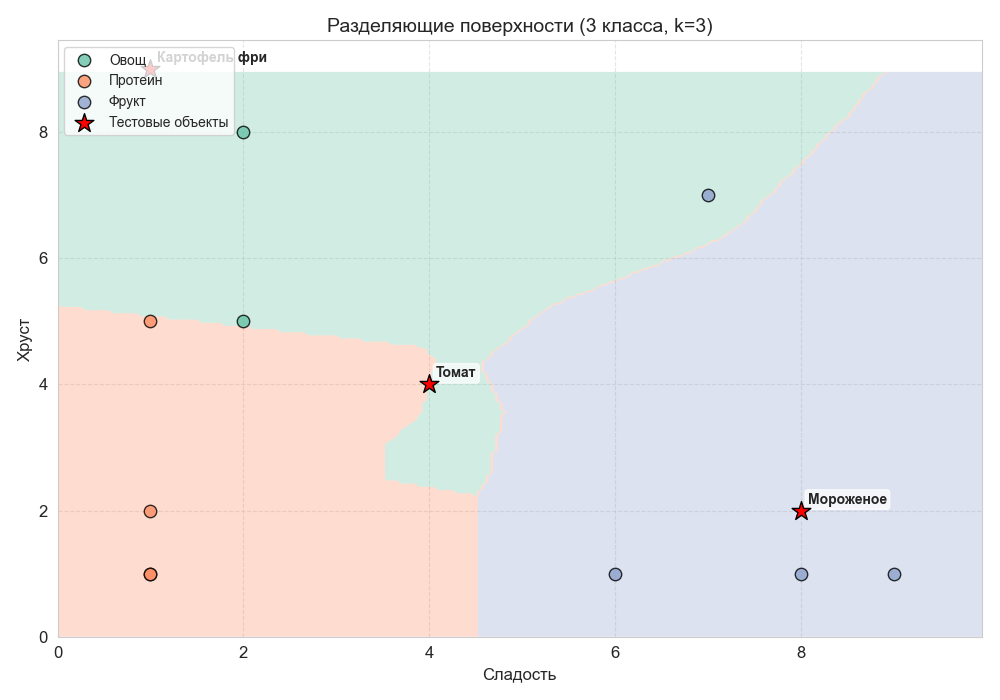 Разделяющие поверхности (3 класса, k=3)
Овощ
Протеин
Фрукт
Тестовые объекты
Картофель фри
Томат
Мороженое
8
6
4
2
0
Хруст
0 2 4 6 8
Сладость